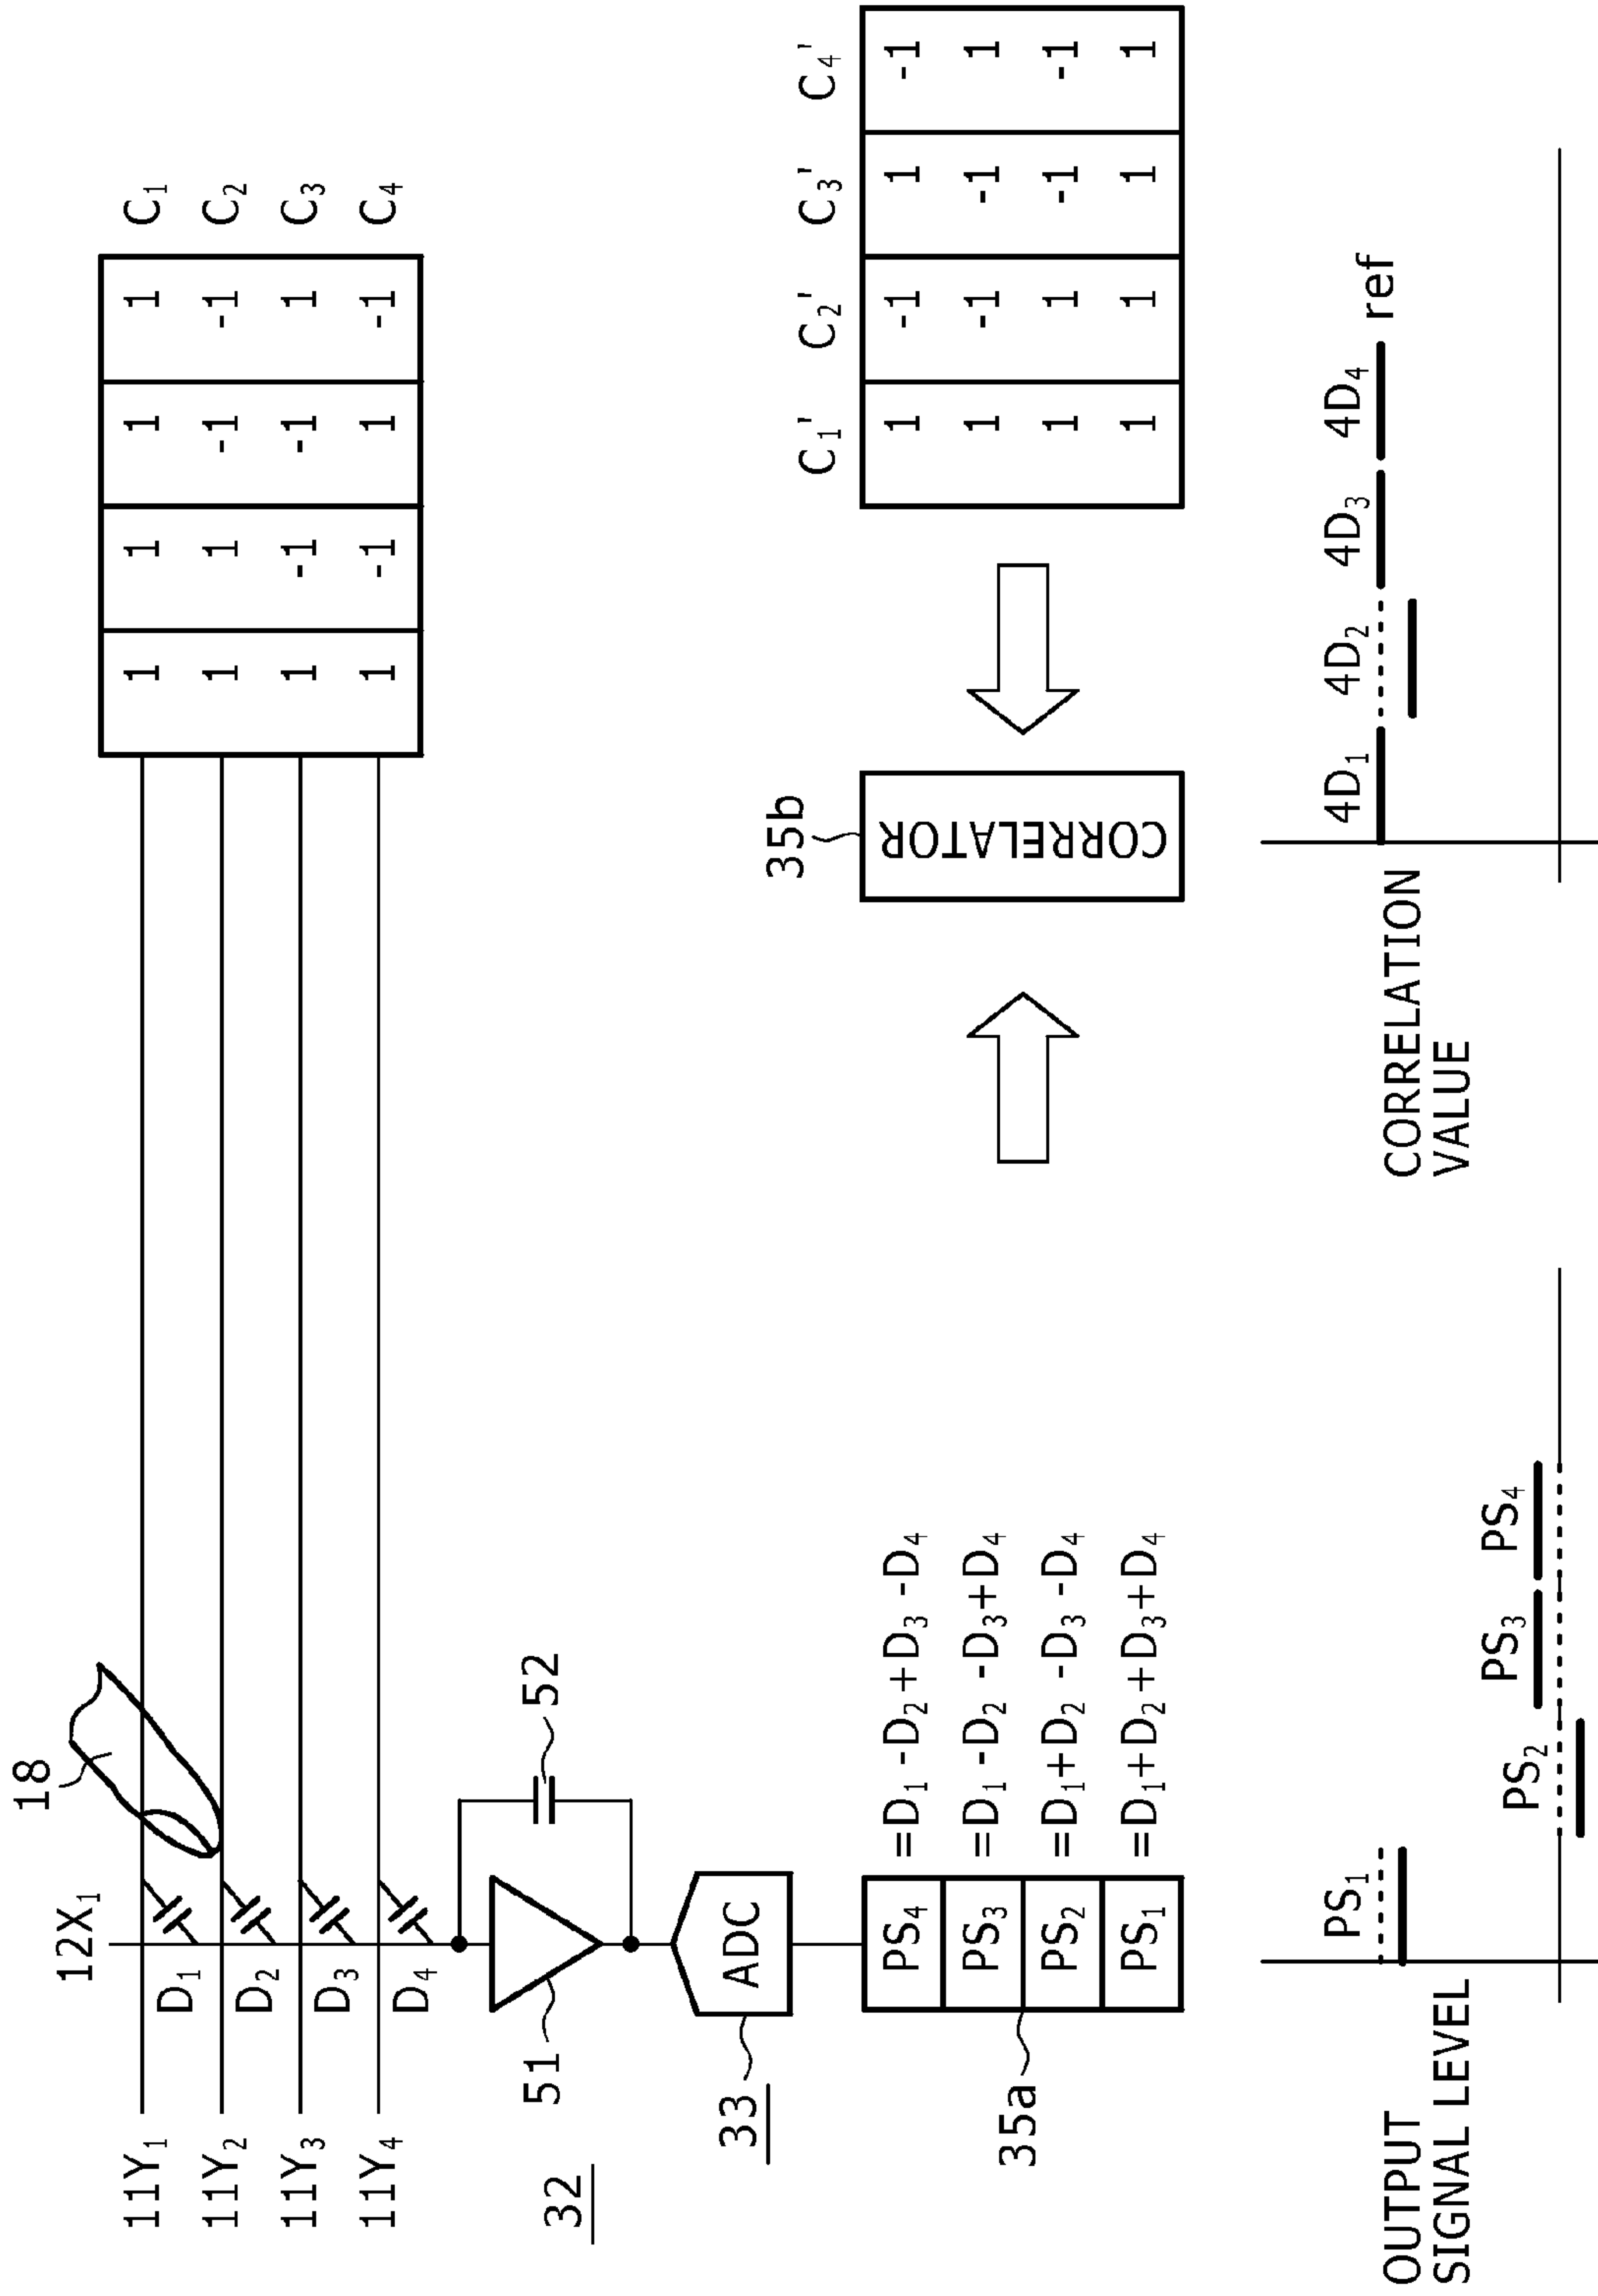 18
12X₁
11Y₁ 1 1 1 1 C₁
D₁
11Y₂ 1 1 -1 -1 C₂
D₂
11Y₃ 1 -1 -1 1 C₃
D₃
11Y₄ 1 -1 1 -1 C₄
D₄
32
51
52
33
ADC
35b
C₁' C₂' C₃' C₄'
PS₄ =D₁-D₂+D₃-D₄
PS₃ =D₁-D₂-D₃+D₄
PS₂ =D₁+D₂-D₃-D₄
PS₁ =D₁+D₂+D₃+D₄
35a
CORRELATOR
1 -1 1 -1
1 -1 -1 1
1 1 -1 -1
1 1 1 1
OUTPUT
SIGNAL LEVEL
PS₁
PS₂
PS₃
PS₄
CORRELATION
VALUE
4D₁ 4D₂ 4D₃ 4D₄
ref